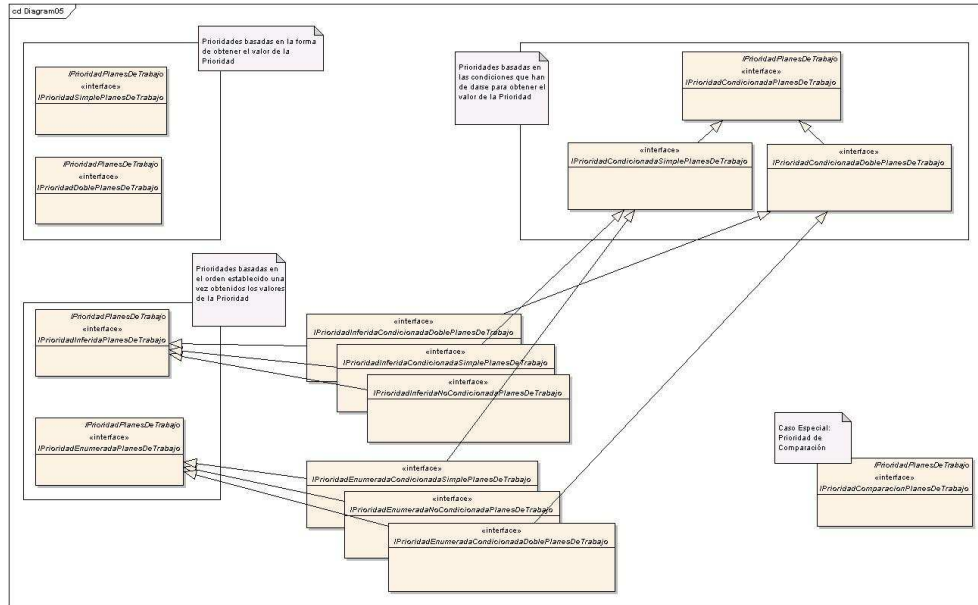 cd Diagram05
IPrioridadPlanesDeTrabajo
«interface»
IPrioridadSimplePlanesDeTrabajo
IPrioridadPlanesDeTrabajo
«interface»
IPrioridadDoblePlanesDeTrabajo
Prioridades basadas en la forma
de obtener el valor de la
Prioridad
Prioridades basadas en
las condiciones que han
de darse para obtener el
valor de la Prioridad
IPrioridadPlanesDeTrabajo
«interface»
IPrioridadCondicionadaPlanesDeTrabajo
«interface»
IPrioridadCondicionadaSimplePlanesDeTrabajo
«interface»
IPrioridadCondicionadaDoblePlanesDeTrabajo
Prioridades basadas en
el orden establecido una
vez obtenidos los valores
de la Prioridad
IPrioridadPlanesDeTrabajo
«interface»
IPrioridadInferidaPlanesDeTrabajo
IPrioridadPlanesDeTrabajo
«interface»
IPrioridadEnumeradaPlanesDeTrabajo
«interface»
IPrioridadInferidaCondicionadaDoblePlanesDeTrabajo
«interface»
IPrioridadInferidaCondicionadaSimplePlanesDeTrabajo
«interface»
IPrioridadInferidaNoCondicionadaPlanesDeTrabajo
«interface»
IPrioridadEnumeradaCondicionadaSimplePlanesDeTrabajo
«interface»
IPrioridadEnumeradaNoCondicionadaPlanesDeTrabajo
«interface»
IPrioridadEnumeradaCondicionadaDoblePlanesDeTrabajo
Caso Especial:
Prioridad de
Comparación
IPrioridadPlanesDeTrabajo
«interface»
IPrioridadComparacionPlanesDeTrabajo